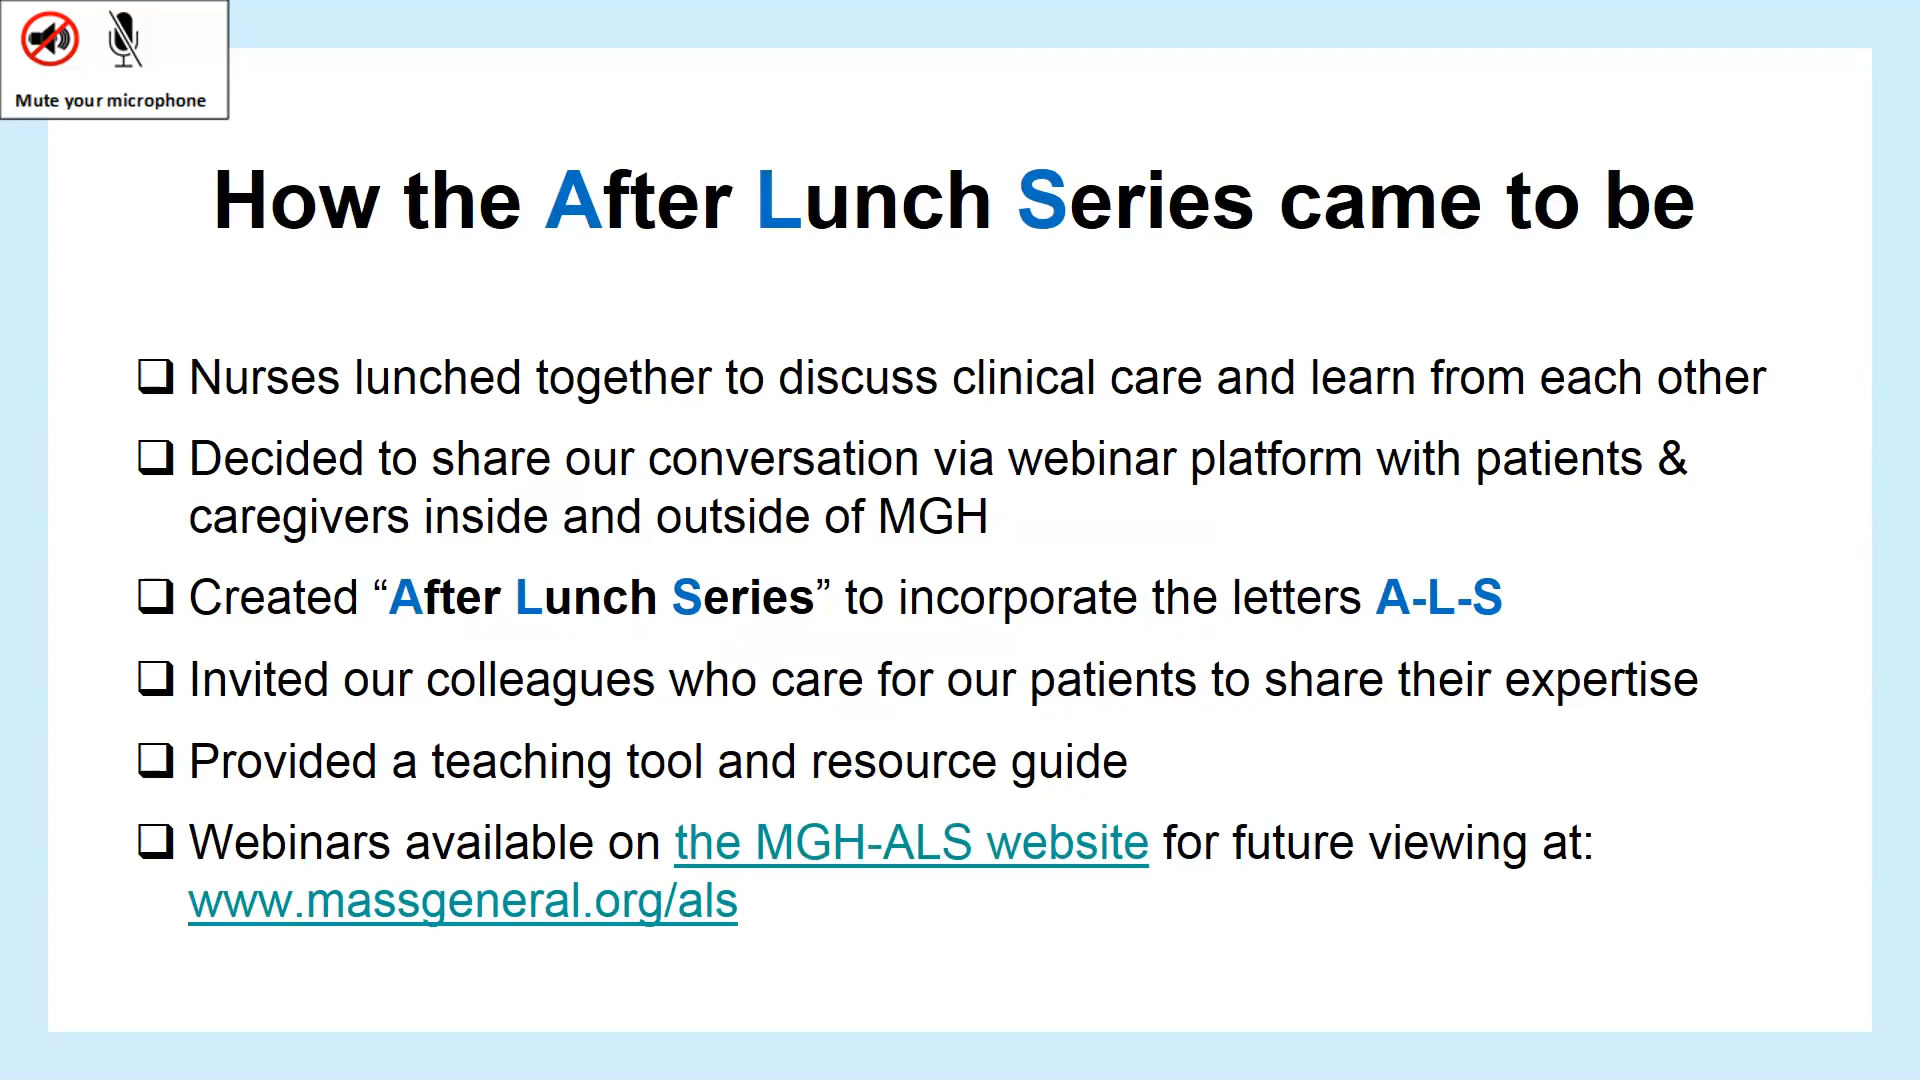 Mute your microphone
How the After Lunch Series came to be
Nurses lunched together to discuss clinical care and learn from each other
Decided to share our conversation via webinar platform with patients &
caregivers inside and outside of MGH
Created “After Lunch Series” to incorporate the letters A-L-S
Invited our colleagues who care for our patients to share their expertise
Provided a teaching tool and resource guide
Webinars available on the MGH-ALS website for future viewing at:
www.massgeneral.org/als